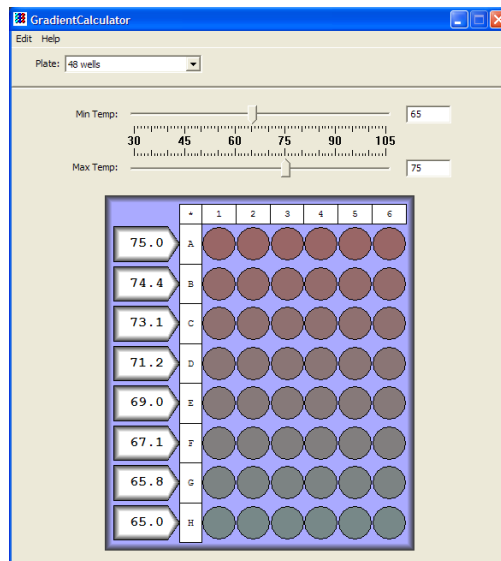 GradientCalculator
Edit Help
Plate: 48 wells
Min Temp: 65
30 45 60 75 90 105
Max Temp: 75
* 1 2 3 4 5 6
75.0 A
74.4 B
73.1 C
71.2 D
69.0 E
67.1 F
65.8 G
65.0 H